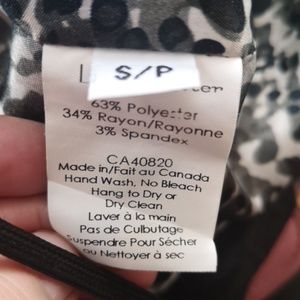 S/P
63% Polyester
34% Rayon/Rayonne
3% Spandex
CA40820
Made in/Fait au Canada
Hand Wash, No Bleach
Hang to Dry or
Dry Clean
Laver à la main
Pas de Culbutage
Suspendre Pour Sécher
ou Nettoyer à sec